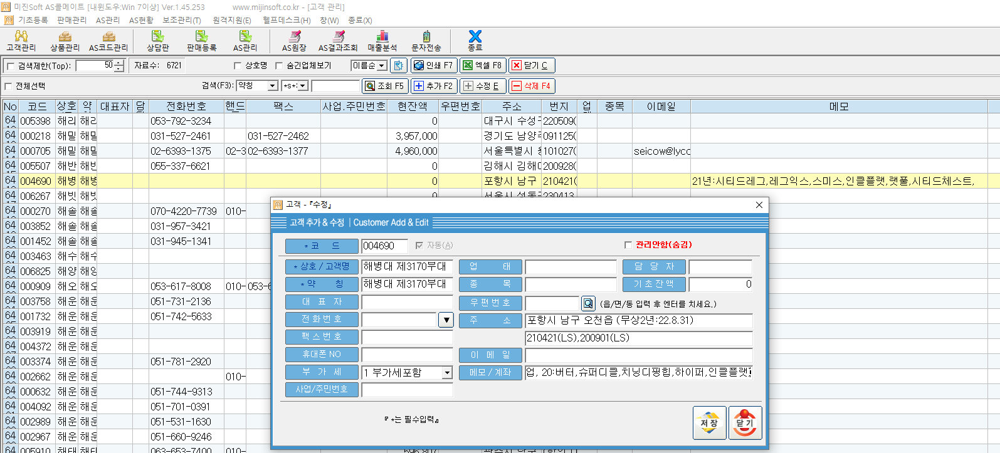 미진Soft AS콜메이트 [내윈도우:Win 7이상] Ver.1.45.253 www.mijinsoft.co.kr - [고객 관리]
기초등록 판매관리 AS관리 AS현황 보조관리(T) 원격지원(E) 헬프데스크(H) 창(W) 종료(X)
고객관리 상품관리 AS코드관리 상담판 판매등록 AS관리 AS원장 AS결과조회 매출분석 문자전송 종료
검색제한(Top): 50 자료수: 6721 상호명 숨긴업체보기 이름순 인쇄 F7 엑셀 F8 닫기 C
전체선택 검색(F3): 약칭 *s* 조회 F5 추가 F2 수정 E 삭제 F4
No 코드 상호 약 대표자 담 전화번호 핸드 팩스 사업.주민번호 현잔액 우편번호 주소 번지 업 종목 이메일 메모
64 005398 해리 해리 053-792-3234 0 대구시 수성구 220509(
64 000218 해밀 해밀 031-527-2461 031-527-2462 3,957,000 경기도 남양주 091125(
64 000705 해밀 해밀 02-6393-1375 02-3 02-6393-1377 4,960,000 서울특별시 101027( seicow@lyco
64 005507 해반 해반 055-337-6621 0 김해시 김해 200928(
64 004690 해병 해병 0 포항시 남구 210421( 21년:시티드레그,레그익스,스미스,인클플랫,랫풀,시티드체스트,
006267 해빗 해빗 0 서울시 성동구 230413
000270 해솔 해솔 070-4220-7739 010-
003852 해솔 해솔 031-957-3421
001452 해솔 해솔 031-945-1341
003463 해수 해수
006825 해양 해양
000909 해오 해오 053-617-8008 010- 053-6
003758 해운 해운 051-731-2136
001732 해운 해운 051-742-5633
003919 해운 해운
004372 해운 해운
003374 해운 해운 051-781-2920
002662 해운 해운 010-
000632 해운 해운 051-744-9313
004092 해운 해운 051-701-0391
002989 해운 해운 051-531-1630
002967 해운 해운 051-660-9246
005910 해태 해태 063-653-7400 010- 596,807
고객 - 『수정』
고객 추가 & 수정 | Customer Add & Edit
* 코 드 004690 자동(A) 관리안함(숨김)
* 상호 / 고객명 해병대 제3170부대 업 태 담 당 자
* 약 칭 해병대 제3170부대 종 목 기 초 잔 액 0
대 표 자 우 편 번 호 (읍/면/동 입력 후 엔터를 치세요.)
전 화 번 호 주 소 포항시 남구 오천읍 (무상2년:22.8.31)
팩 스 번 호 210421(LS),200901(LS)
휴대폰 NO 이 메 일
부 가 세 1 부가세포함 메모 / 계좌 업, 20:버터,슈퍼디클,치닝디핑힙,하이퍼,인클플랫
사업/주민번호
『 *는 필수입력』
저장 닫기